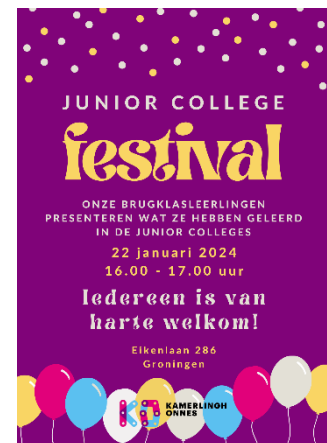 JUNIOR COLLEGE
festival
ONZE BRUGKLASLEERLINGEN
PRESENTEREN WAT ZE HEBBEN GELEERD
IN DE JUNIOR COLLEGES
22 januari 2024
16.00 - 17.00 uur
Iedereen is van
harte welkom!
Eikenlaan 286
Groningen
KO KAMERLINGH
ONNES